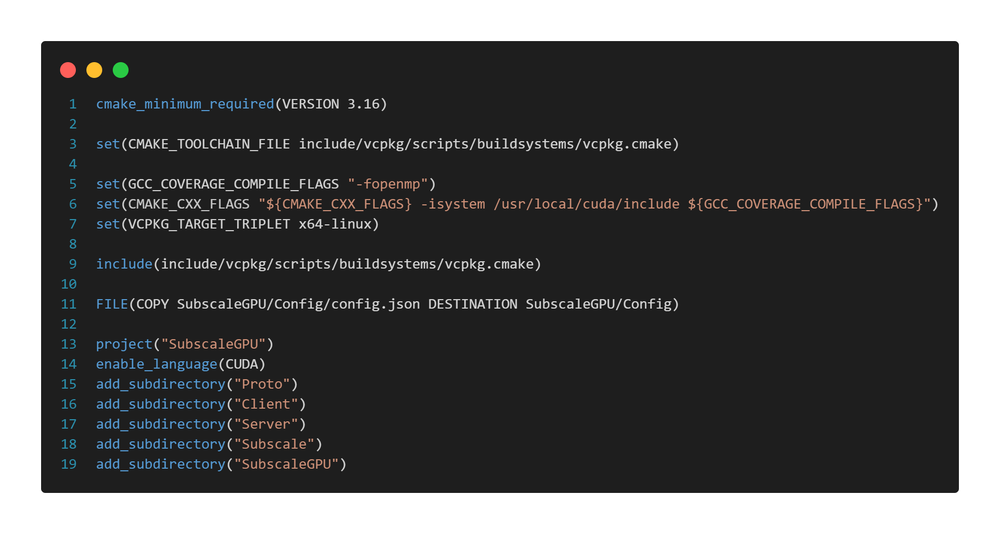 1 cmake_minimum_required(VERSION 3.16)
2
3 set(CMAKE_TOOLCHAIN_FILE include/vcpkg/scripts/buildsystems/vcpkg.cmake)
4
5 set(GCC_COVERAGE_COMPILE_FLAGS "-fopenmp")
6 set(CMAKE_CXX_FLAGS "${CMAKE_CXX_FLAGS} -isystem /usr/local/cuda/include ${GCC_COVERAGE_COMPILE_FLAGS}")
7 set(VCPKG_TARGET_TRIPLET x64-linux)
8
9 include(include/vcpkg/scripts/buildsystems/vcpkg.cmake)
10
11 FILE(COPY SubscaleGPU/Config/config.json DESTINATION SubscaleGPU/Config)
12
13 project("SubscaleGPU")
14 enable_language(CUDA)
15 add_subdirectory("Proto")
16 add_subdirectory("Client")
17 add_subdirectory("Server")
18 add_subdirectory("Subscale")
19 add_subdirectory("SubscaleGPU")